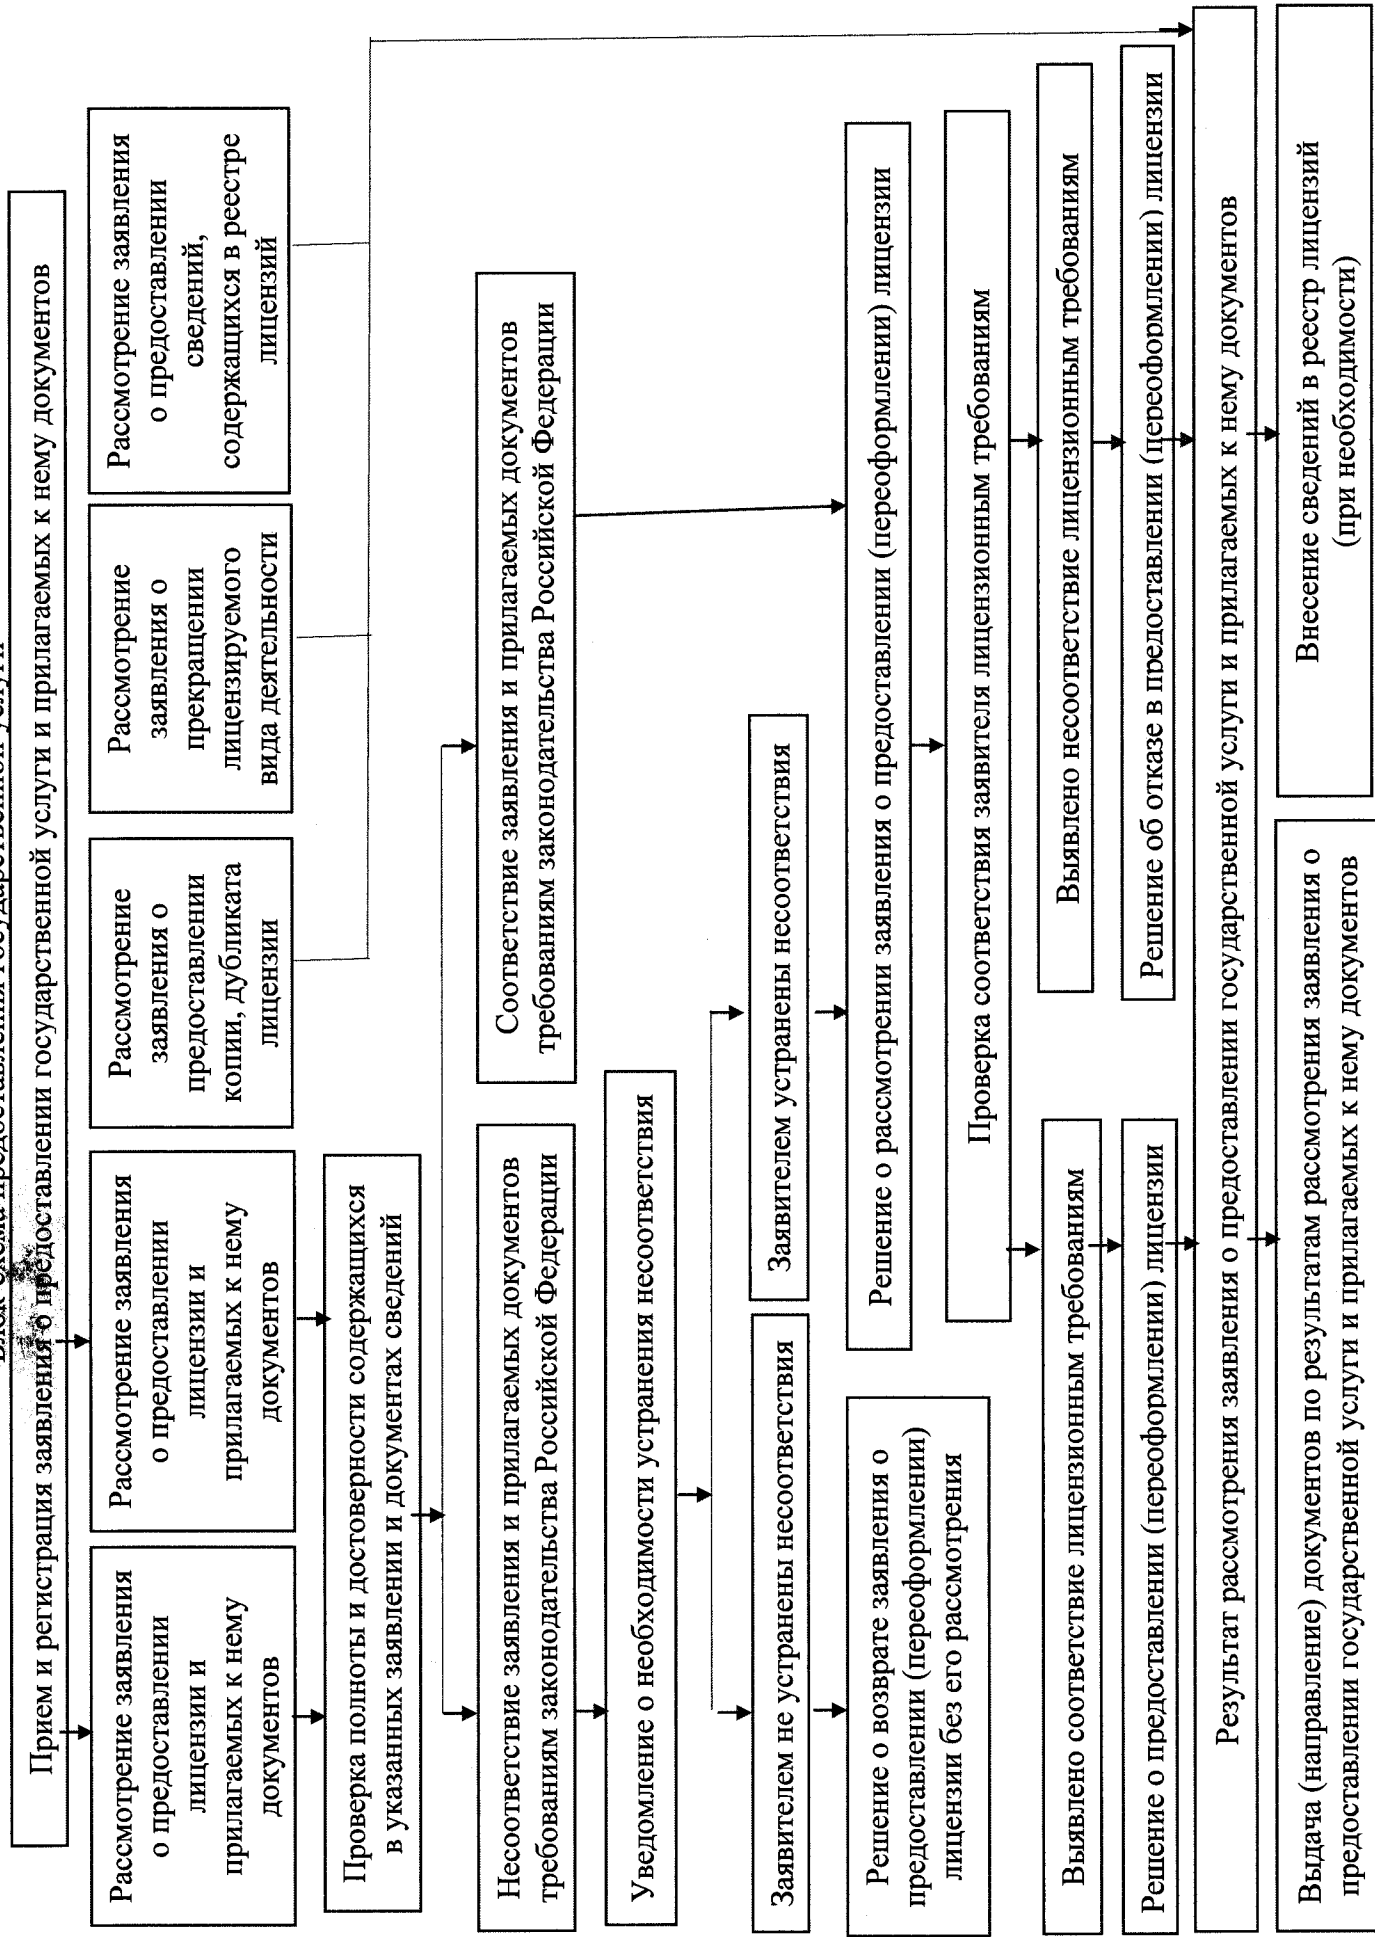 Блок-схема предоставления государственной услуги
Прием и регистрация заявления о предоставлении государственной услуги и прилагаемых к нему документов
Рассмотрение заявления
о предоставлении
лицензии и
прилагаемых к нему
документов
Рассмотрение заявления
о предоставлении
лицензии и
прилагаемых к нему
документов
Рассмотрение
заявления о
предоставлении
копии, дубликата
лицензии
Рассмотрение
заявления о
прекращении
лицензируемого
вида деятельности
Рассмотрение заявления
о предоставлении
сведений,
содержащихся в реестре
лицензий
Проверка полноты и достоверности содержащихся
в указанных заявлении и документах сведений
Несоответствие заявления и прилагаемых документов
требованиям законодательства Российской Федерации
Соответствие заявления и прилагаемых документов
требованиям законодательства Российской Федерации
Уведомление о необходимости устранения несоответствия
Заявителем не устранены несоответствия
Заявителем устранены несоответствия
Решение о возврате заявления о
предоставлении (переоформлении)
лицензии без его рассмотрения
Решение о рассмотрении заявления о предоставлении (переоформлении) лицензии
Проверка соответствия заявителя лицензионным требованиям
Выявлено соответствие лицензионным требованиям
Выявлено несоответствие лицензионным требованиям
Решение о предоставлении (переоформлении) лицензии
Решение об отказе в предоставлении (переоформлении) лицензии
Результат рассмотрения заявления о предоставлении государственной услуги и прилагаемых к нему документов
Выдача (направление) документов по результатам рассмотрения заявления о
предоставлении государственной услуги и прилагаемых к нему документов
Внесение сведений в реестр лицензий
(при необходимости)